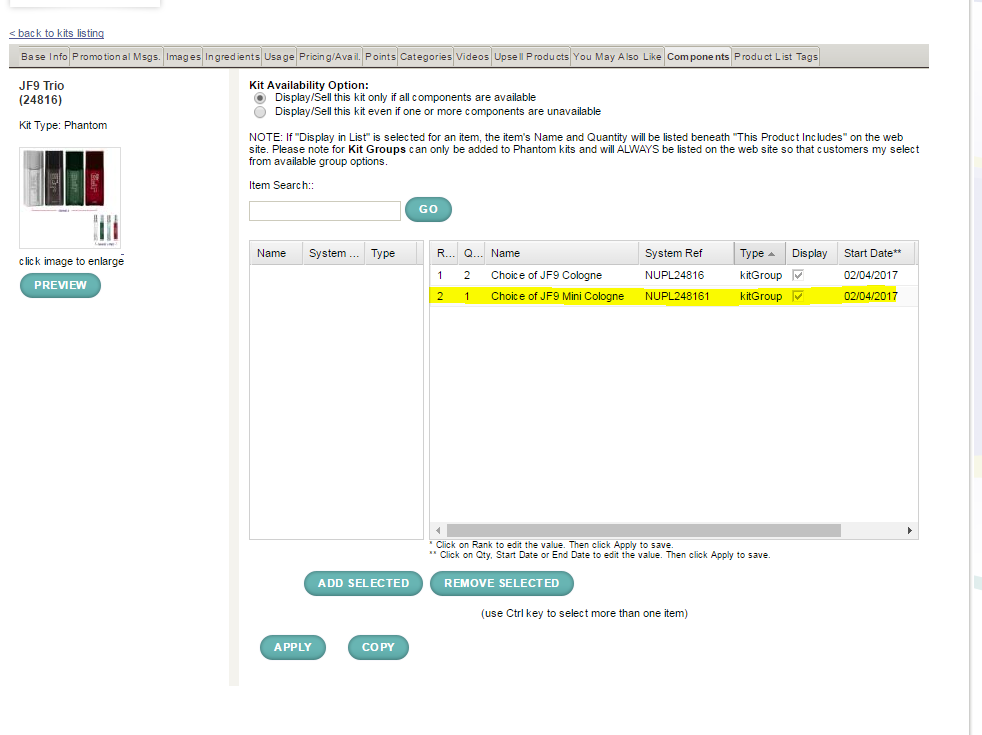 < back to kits listing
Base Info Promotional Msgs. Images Ingredients Usage Pricing/Avail. Points Categories Videos Upsell Products You May Also Like Components Product List Tags
JF9 Trio
(24816)
Kit Type: Phantom
click image to enlarge
PREVIEW
Kit Availability Option:
Display/Sell this kit only if all components are available
Display/Sell this kit even if one or more components are unavailable
NOTE: If "Display in List" is selected for an item, the item's Name and Quantity will be listed beneath "This Product Includes" on the web
site. Please note for Kit Groups can only be added to Phantom kits and will ALWAYS be listed on the web site so that customers my select
from available group options.
Item Search::
GO
Name System ... Type
R... Q... Name System Ref Type Display Start Date**
1 2 Choice of JF9 Cologne NUPL24816 kitGroup 02/04/2017
2 1 Choice of JF9 Mini Cologne NUPL248161 kitGroup 02/04/2017
* Click on Rank to edit the value. Then click Apply to save.
** Click on Qty, Start Date or End Date to edit the value. Then click Apply to save.
ADD SELECTED REMOVE SELECTED
(use Ctrl key to select more than one item)
APPLY COPY